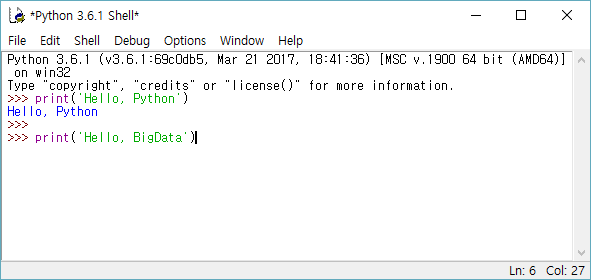 *Python 3.6.1 Shell*
File Edit Shell Debug Options Window Help
Python 3.6.1 (v3.6.1:69c0db5, Mar 21 2017, 18:41:36) [MSC v.1900 64 bit (AMD64)]
 on win32
Type "copyright", "credits" or "license()" for more information.
>>> print('Hello, Python')
Hello, Python
>>>
>>> print('Hello, BigData')
Ln: 6 Col: 27